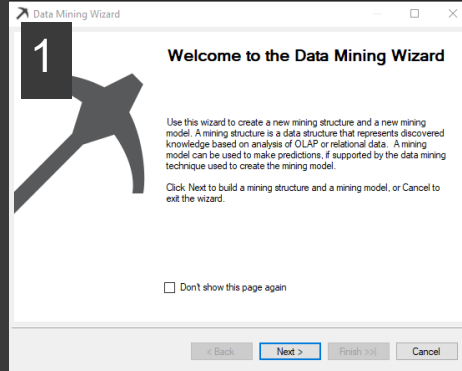 Data Mining Wizard
1
Welcome to the Data Mining Wizard
Use this wizard to create a new mining structure and a new mining
model. A mining structure is a data structure that represents discovered
knowledge based on analysis of OLAP or relational data. A mining
model can be used to make predictions, if supported by the data mining
technique used to create the mining model.
Click Next to build a mining structure and a mining model, or Cancel to
exit the wizard.
Don't show this page again
< Back Next > Finish >>| Cancel